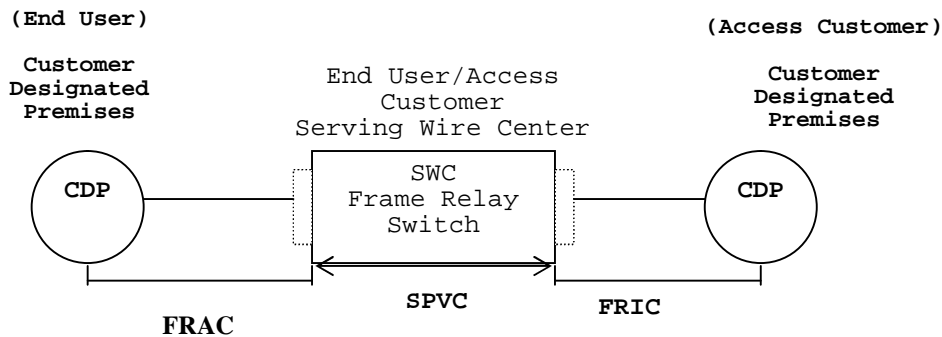 (End User)
(Access Customer)
Customer
Designated
Premises
End User/Access
Customer
Serving Wire Center
Customer
Designated
Premises
CDP
SWC
Frame Relay
Switch
CDP
SPVC
FRIC
FRAC